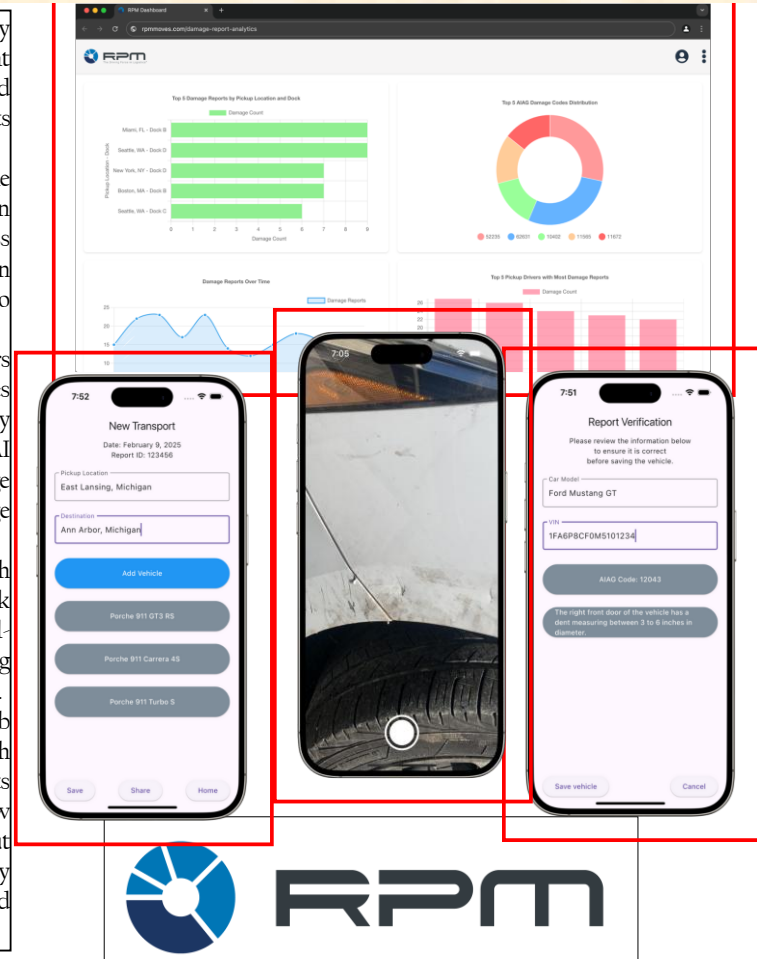 RPM Dashboard
rpmmoves.com/damage-report-analytics
RPM
Top 5 Damage Reports by Pickup Location and Dock
Damage Count
Pickup Location - Dock
Miami, FL - Dock B
Seattle, WA - Dock D
New York, NY - Dock D
Boston, MA - Dock B
Seattle, WA - Dock C
0 1 2 3 4 5 6 7 8 9
Damage Count
Top 5 AIAG Damage Codes Distribution
52235 62631 10402 11583 11872
Damage Reports Over Time
Damage Reports
25
20
15
10
Top 5 Pickup Drivers with Most Damage Reports
Damage Count
26
24
22
20
7:52
New Transport
Date: February 9, 2025
Report ID: 123456
Pickup Location
East Lansing, Michigan
Destination
Ann Arbor, Michigan
Add Vehicle
Porche 911 GT3 RS
Porche 911 Carrera 4S
Porche 911 Turbo S
Save Share Home
7:05
7:51
Report Verification
Please review the information below
to ensure it is correct
before saving the vehicle.
Car Model
Ford Mustang GT
VIN
1FA6P8CF0M5101234
AIAG Code: 12043
The right front door of the vehicle has a
dent measuring between 3 to 6 inches in
diameter.
Save vehicle Cancel
RPM